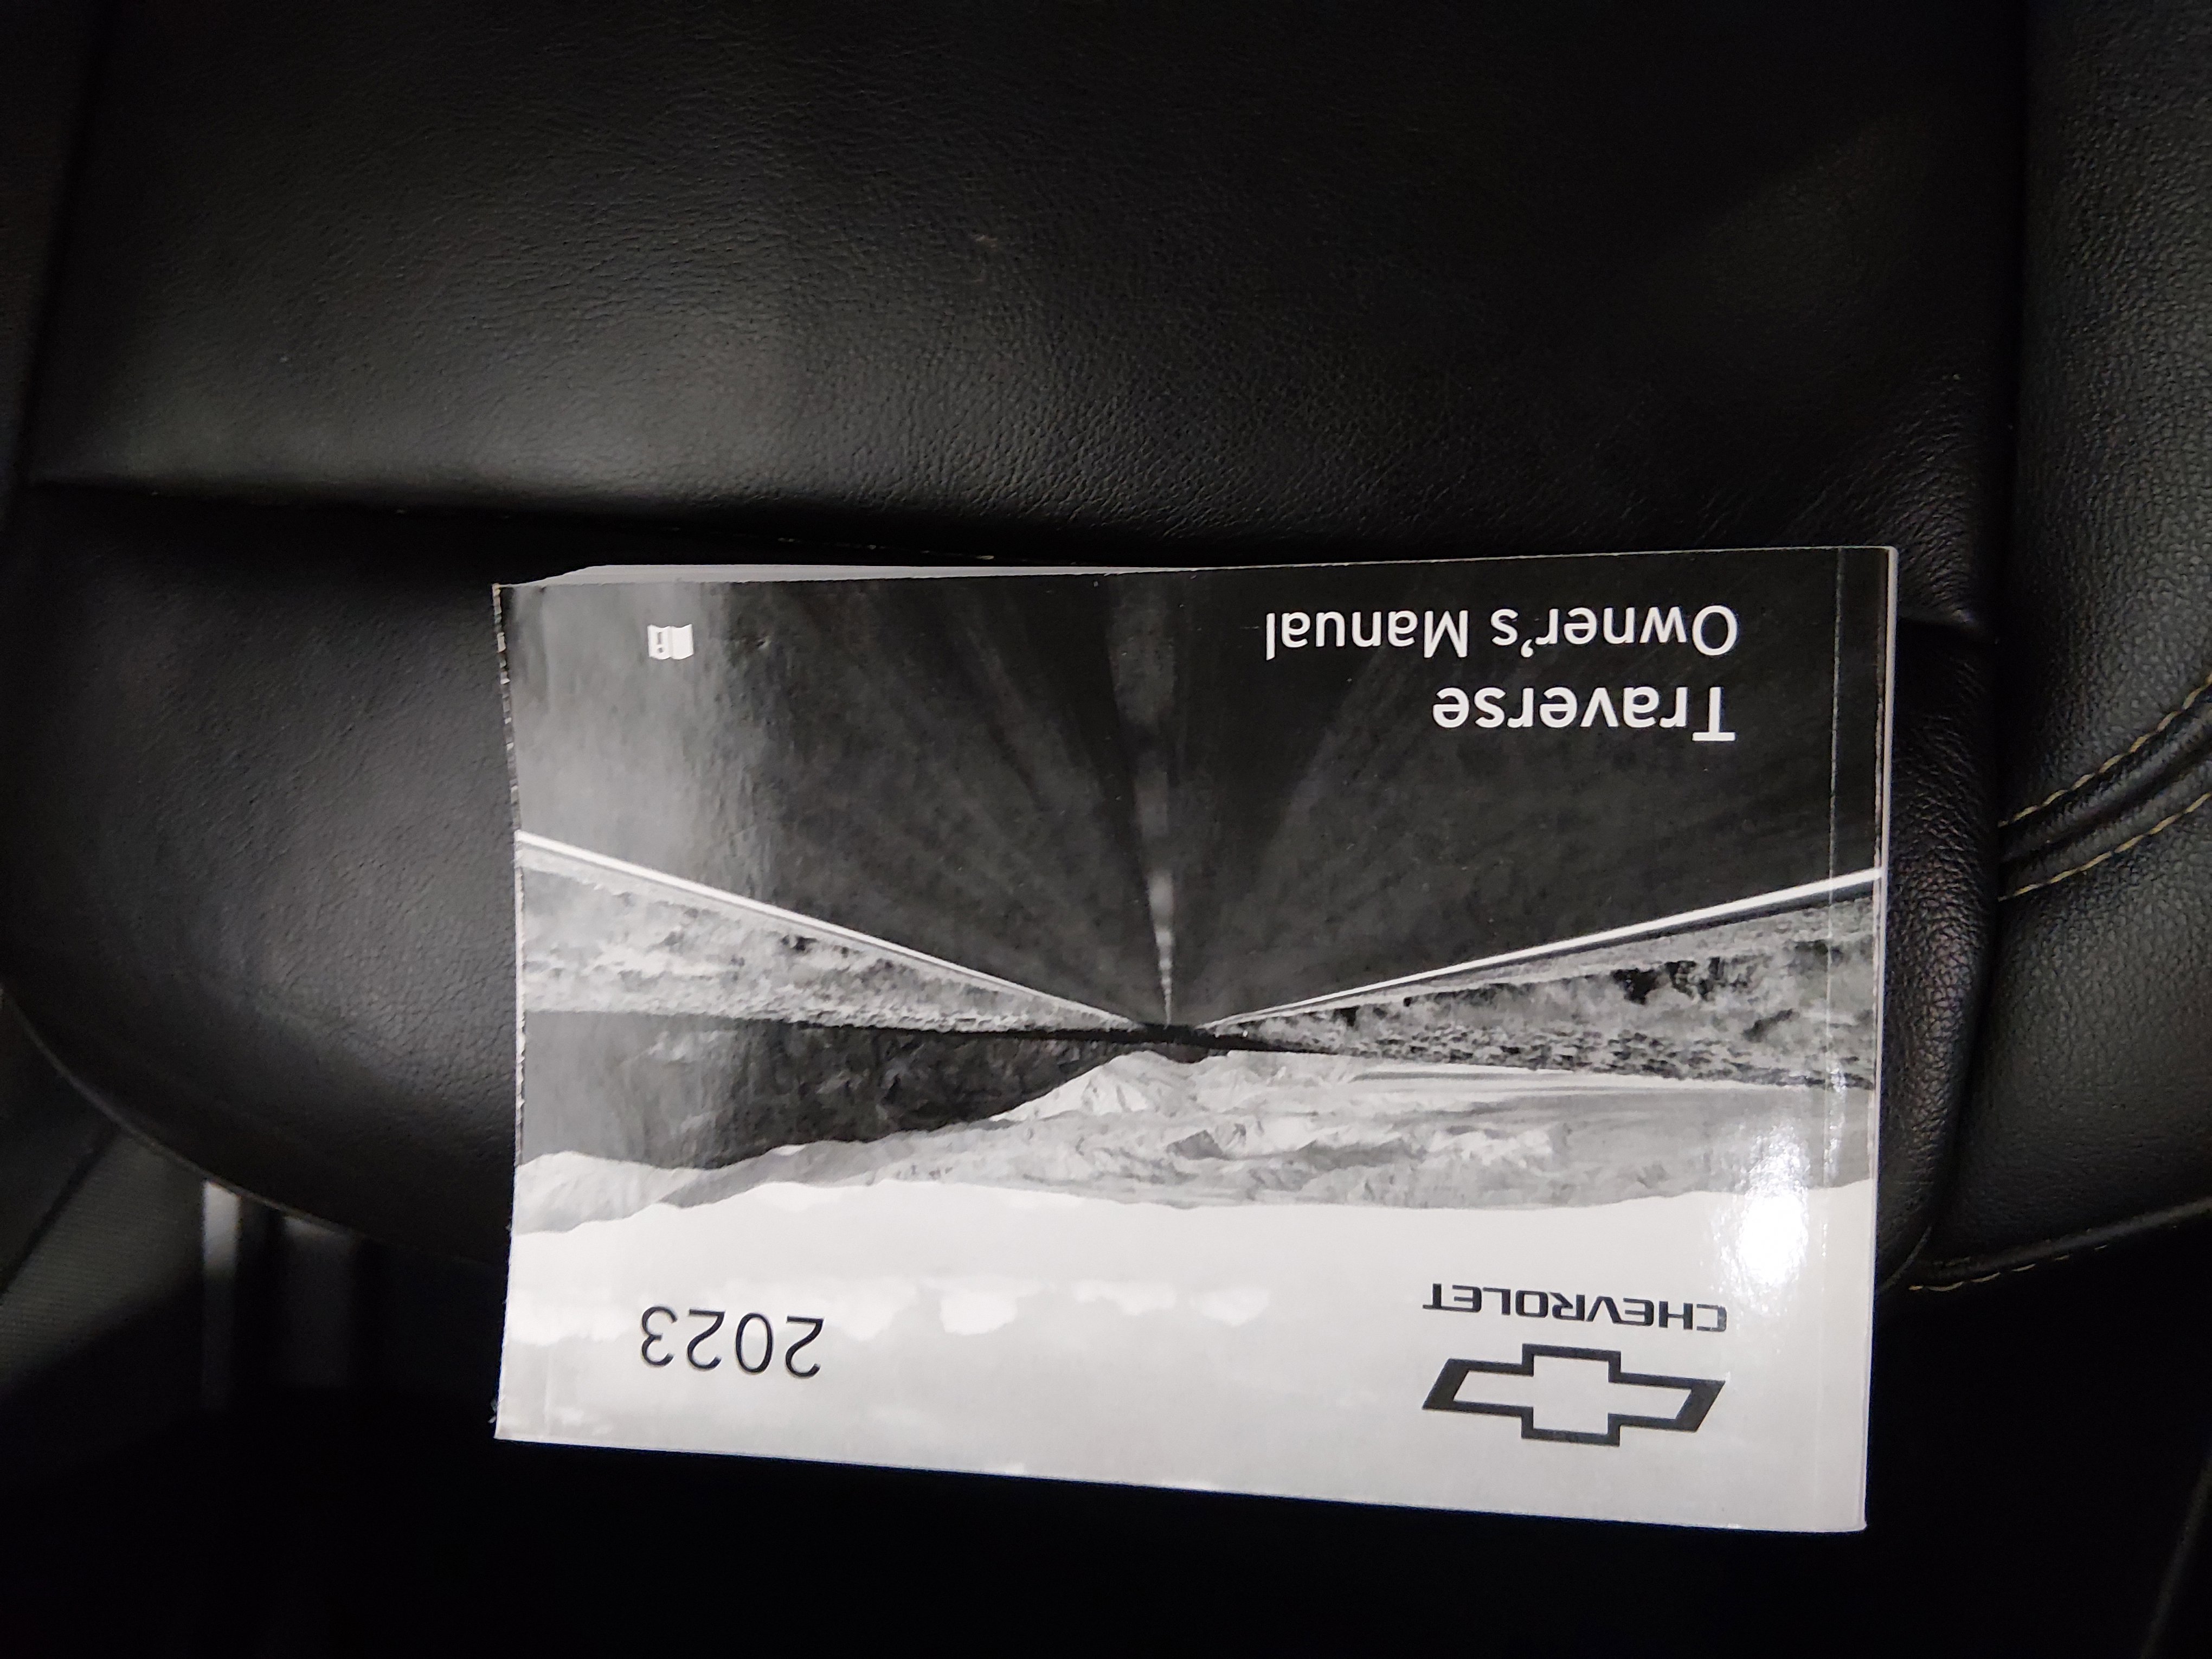 CHEVROLET
2023
Traverse
Owner's Manual